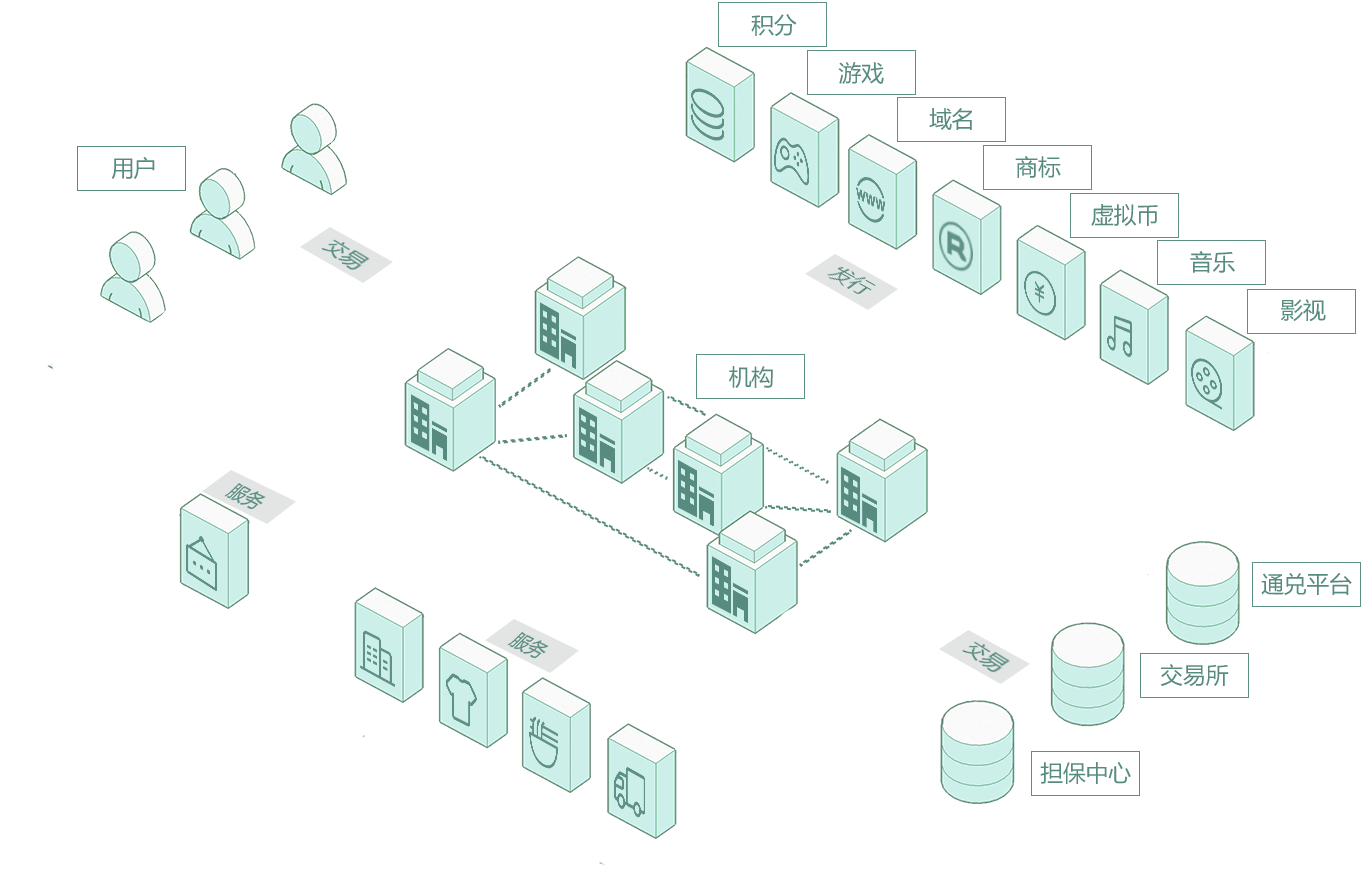 积分
游戏
域名
商标
用户
虚拟币
交易
音乐
发行
影视
机构
服务
WWW
R
¥
通兑平台
服务
交易
交易所
担保中心